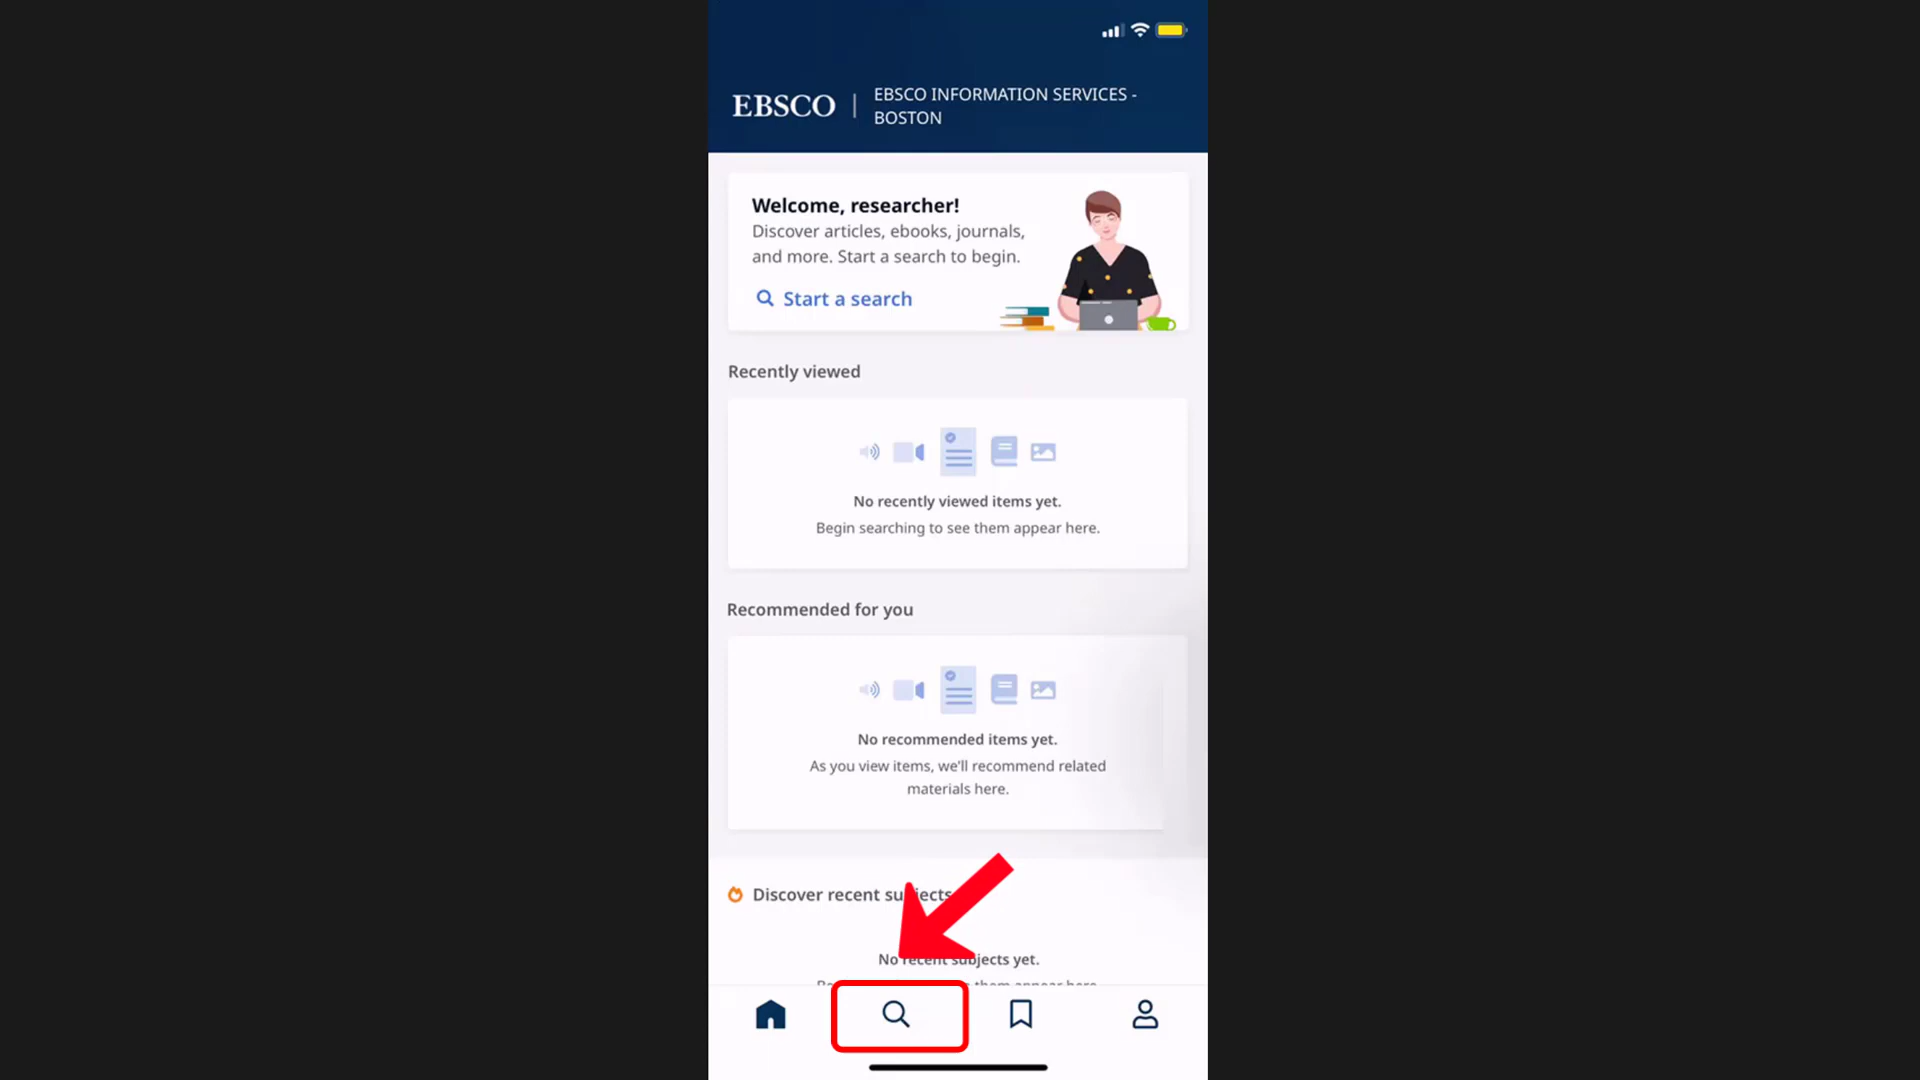 EBSCO
EBSCO INFORMATION SERVICES -
BOSTON
Welcome, researcher!
Discover articles, ebooks, journals,
and more. Start a search to begin.
Start a search
Recently viewed
No recently viewed items yet.
Begin searching to see them appear here.
Recommended for you
No recommended items yet.
As you view items, we'll recommend related
materials here.
Discover recent subjects
No recent subjects yet.
them appear here.